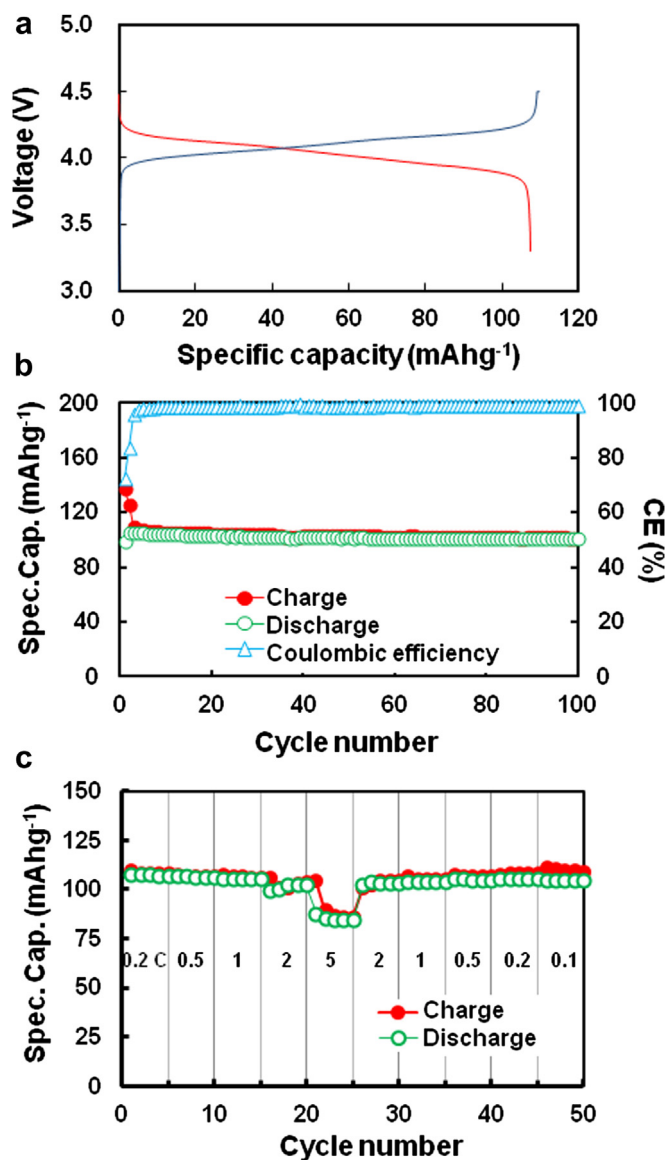 a
5.0
4.5
4.0
3.5
3.0
Voltage (V)
0 20 40 60 80 100 120
Specific capacity (mAhg⁻¹)
b
200
160
120
80
40
0
Spec.Cap. (mAhg⁻¹)
100
80
60
40
20
0
CE (%)
Charge
Discharge
Coulombic efficiency
0 20 40 60 80 100
Cycle number
c
150
125
100
75
50
25
0
Spec. Cap. (mAhg⁻¹)
0.2 C 0.5 1 2 5 2 1 0.5 0.2 0.1
Charge
Discharge
0 10 20 30 40 50
Cycle number